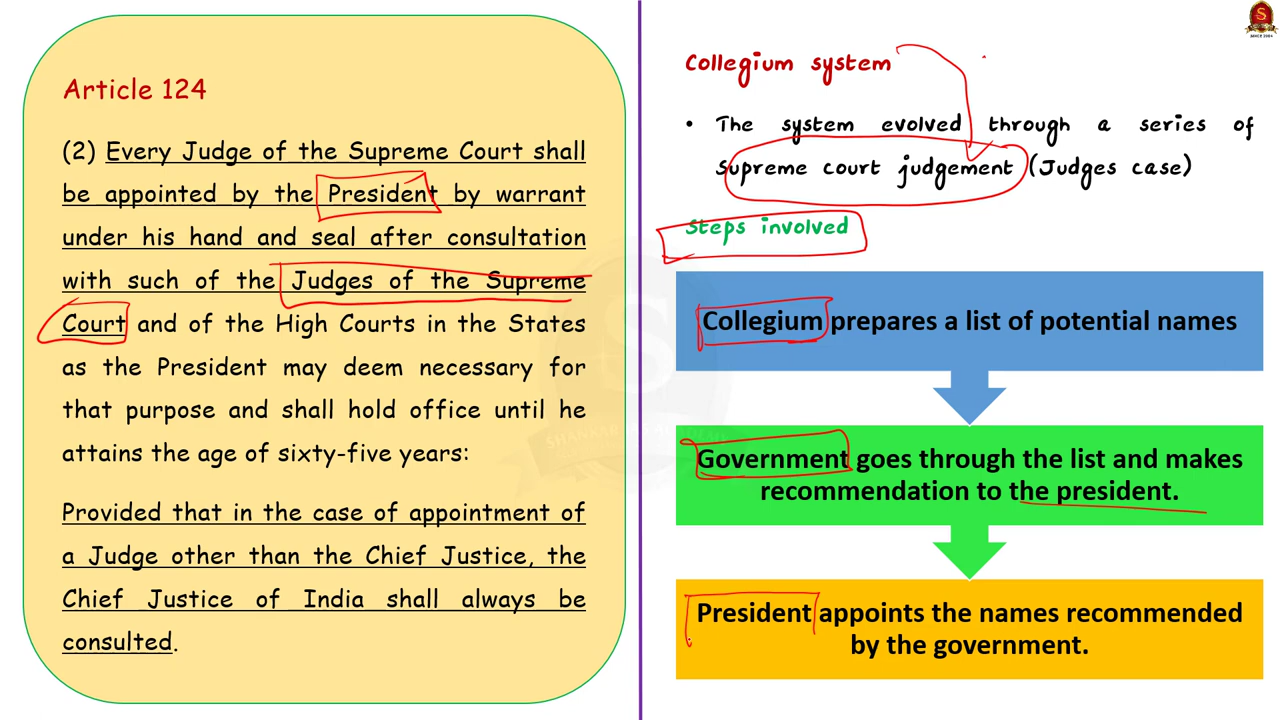 Article 124
(2) Every Judge of the Supreme Court shall
be appointed by the President by warrant
under his hand and seal after consultation
with such of the Judges of the Supreme
Court and of the High Courts in the States
as the President may deem necessary for
that purpose and shall hold office until he
attains the age of sixty-five years:
Provided that in the case of appointment of
a Judge other than the Chief Justice, the
Chief Justice of India shall always be
consulted.
S
SINCE 2004
Collegium system
• The system evolved through a series of
Supreme court judgement (Judges case)
Steps involved
Collegium prepares a list of potential names
Government goes through the list and makes
recommendation to the president.
President appoints the names recommended
by the government.